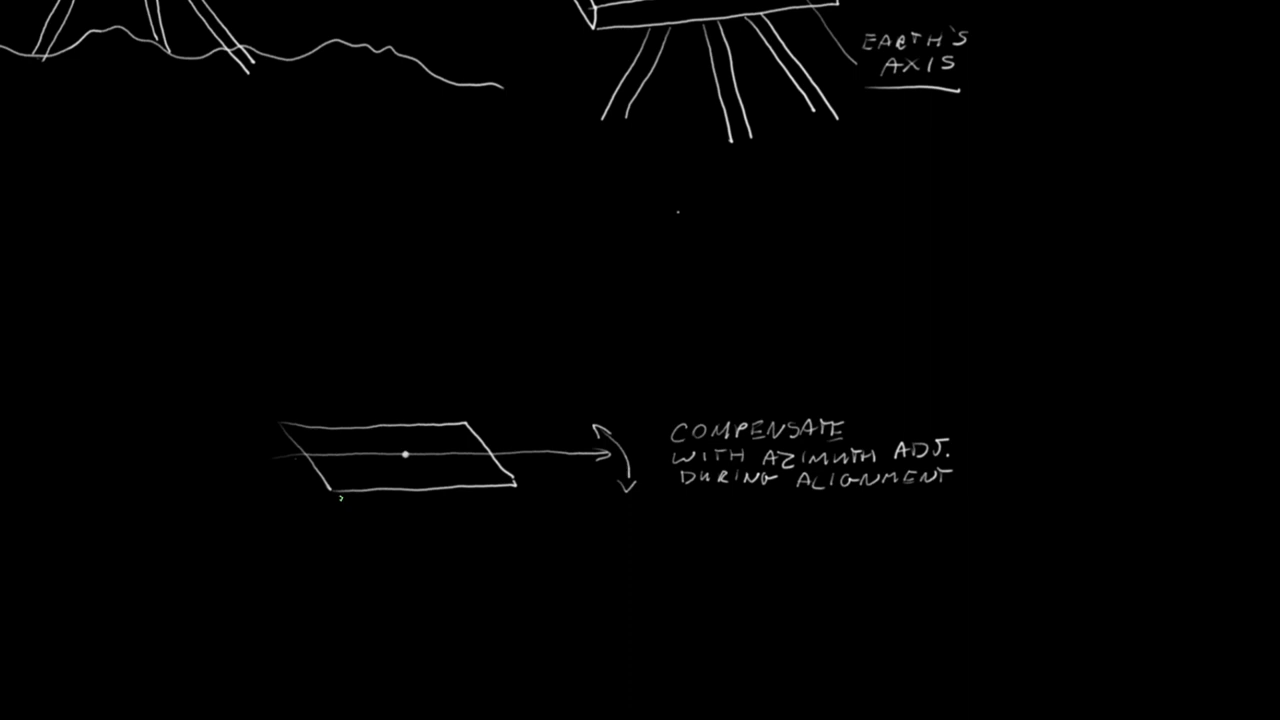 EARTH'S
AXIS
COMPENSATE
WITH AZIMUTH ADJ.
DURING ALIGNMENT